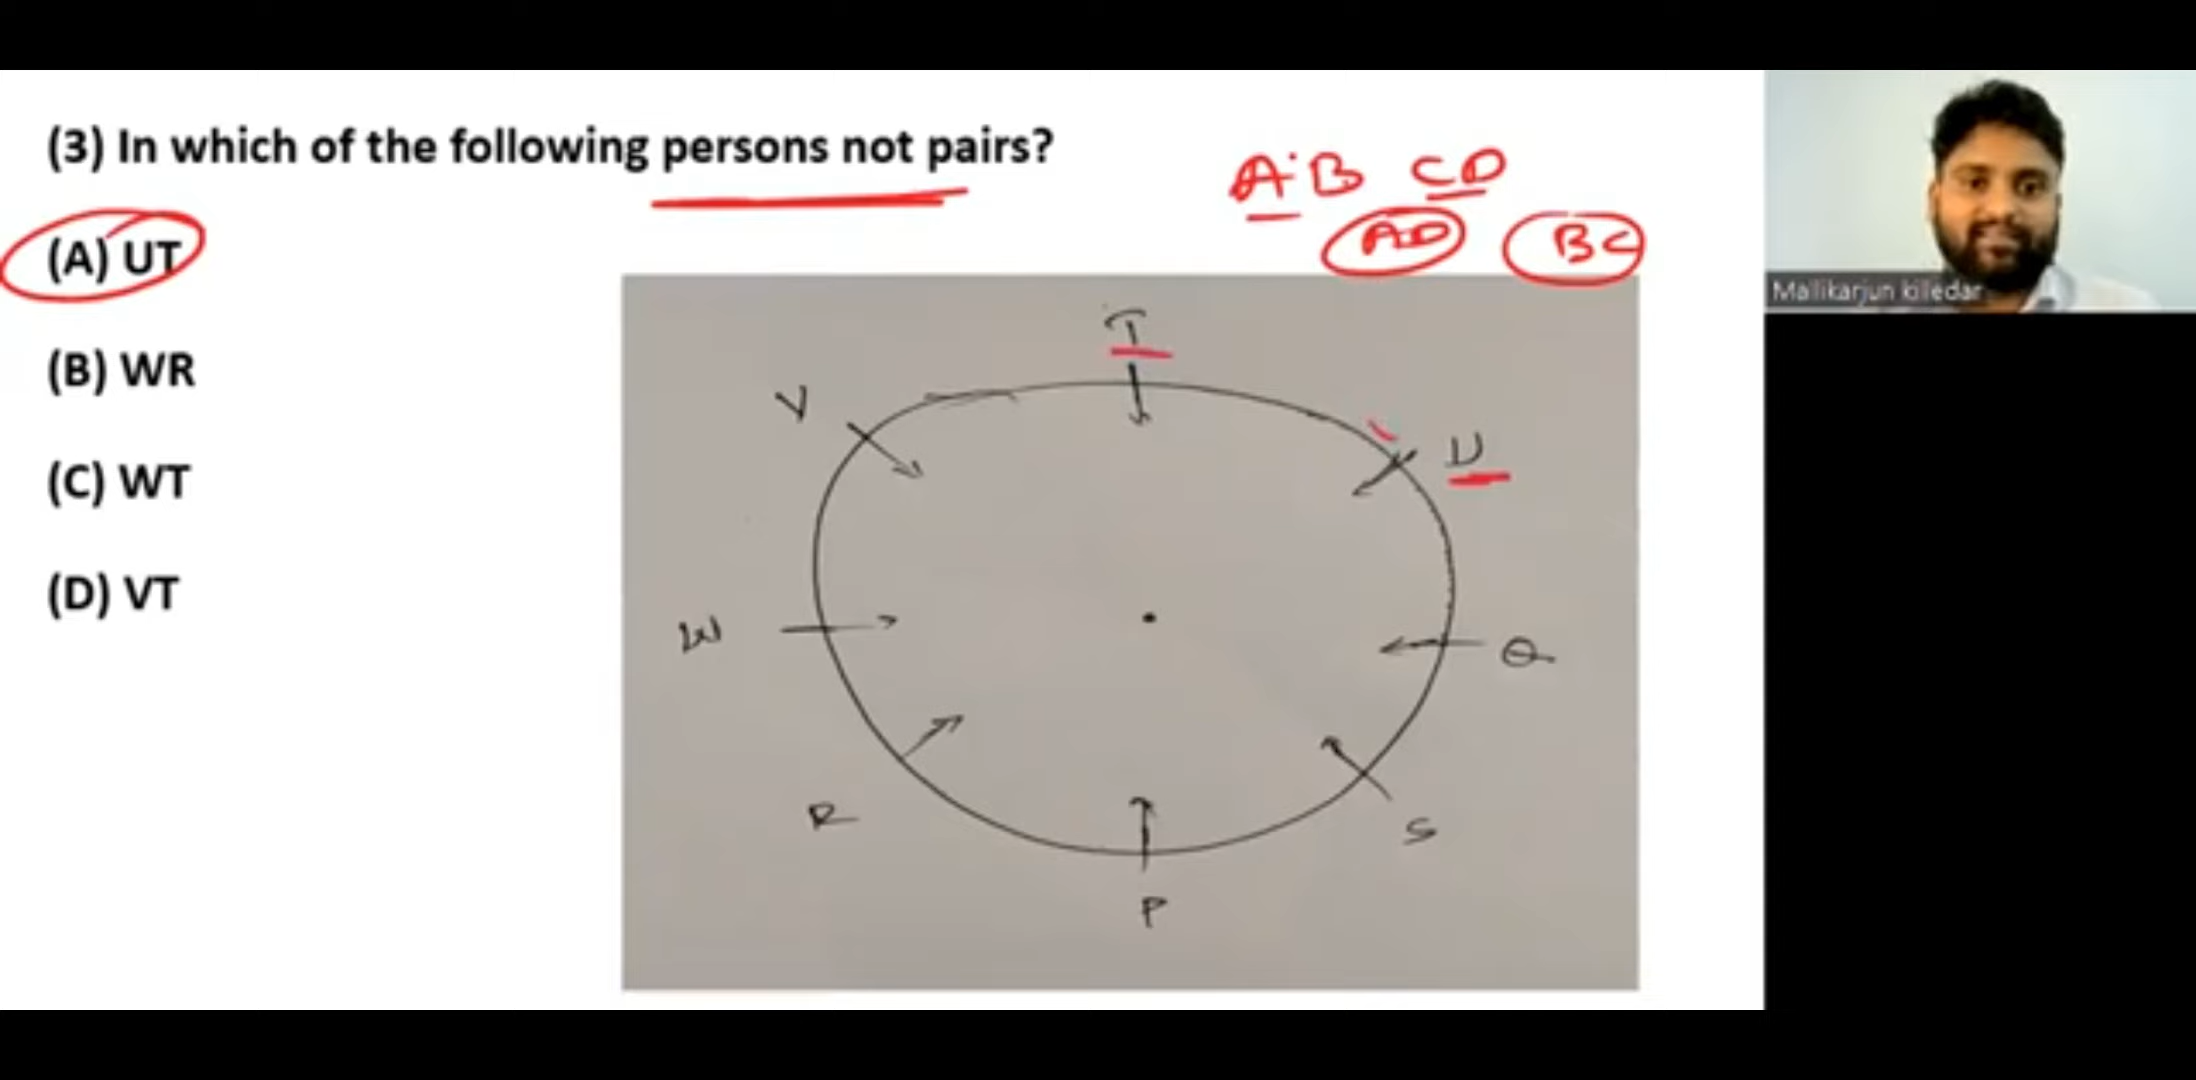 (3) In which of the following persons not pairs?
A B CD
AD BC
(A) UT
(B) WR
(C) WT
(D) VT
Mallikarjun killedar
T
V
U
W
Q
R
S
P